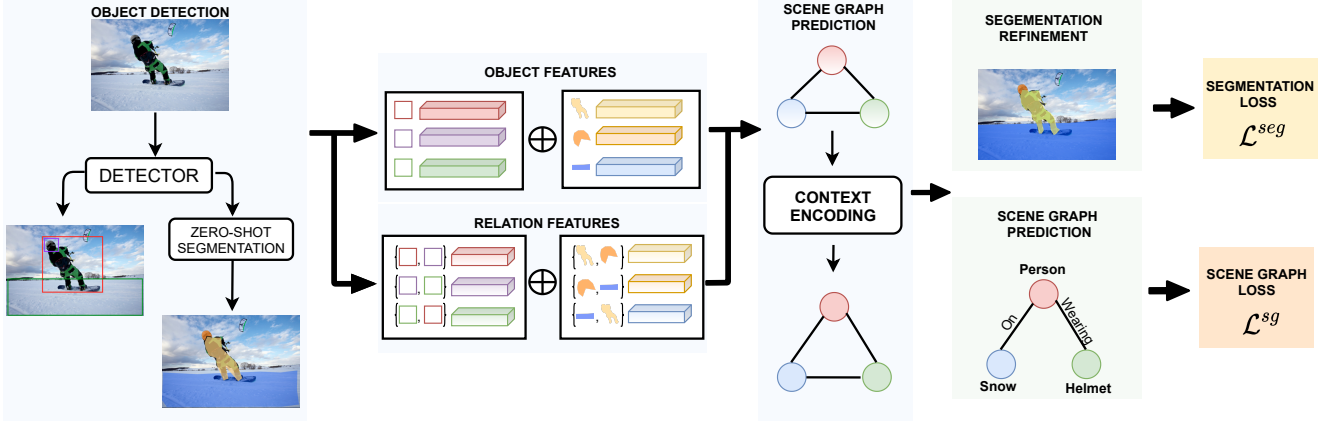 OBJECT DETECTION
DETECTOR
ZERO-SHOT
SEGMENTATION
OBJECT FEATURES
RELATION FEATURES
SCENE GRAPH
PREDICTION
CONTEXT
ENCODING
SEGEMENTATION
REFINEMENT
SEGMENTATION
LOSS
ℒ^{seg}
SCENE GRAPH
PREDICTION
Person
On
Wearing
Snow
Helmet
SCENE GRAPH
LOSS
ℒ^{sg}